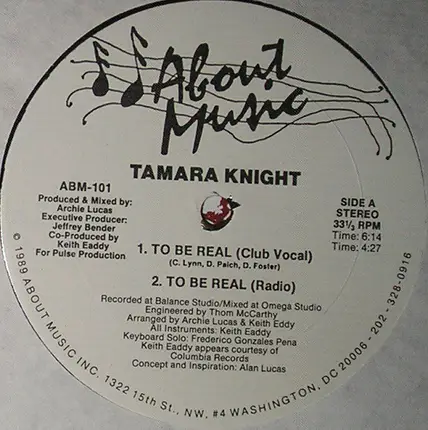 About
Music
TAMARA KNIGHT
ABM-101
Produced & Mixed by:
Archie Lucas
Executive Producer:
Jeffrey Bender
Co-Produced by
Keith Eaddy
For Pulse Production
SIDE A
STEREO
33⅓ RPM
Time: 6:14
Time: 4:27
1. TO BE REAL (Club Vocal)
(C. Lynn, D. Paich, D. Foster)
2. TO BE REAL (Radio)
Recorded at Balance Studio/Mixed at Omega Studio
Engineered by Thom McCarthy
Arranged by Archie Lucas & Keith Eddy
All Instruments: Keith Eaddy
Keyboard Solo: Frederico Gonzales Pena
Keith Eaddy appears courtesy of
Columbia Records
Concept and Inspiration: Alan Lucas
© 1989 ABOUT MUSIC INC. 1322 15th St., NW, #4 WASHINGTON, DC 20006 - 202 - 328-0916